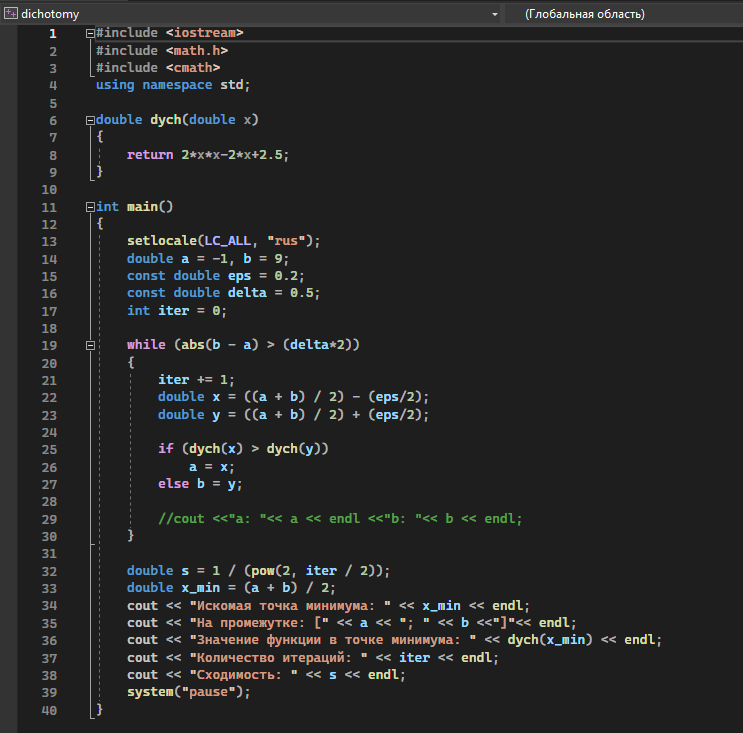 dichotomy (Глобальная область)
1 #include <iostream>
2 #include <math.h>
3 #include <cmath>
4 using namespace std;
5
6 double dych(double x)
7 {
8 return 2*x*x-2*x+2.5;
9 }
10
11 int main()
12 {
13 setlocale(LC_ALL, "rus");
14 double a = -1, b = 9;
15 const double eps = 0.2;
16 const double delta = 0.5;
17 int iter = 0;
18
19 while (abs(b - a) > (delta*2))
20 {
21 iter += 1;
22 double x = ((a + b) / 2) - (eps/2);
23 double y = ((a + b) / 2) + (eps/2);
24
25 if (dych(x) > dych(y))
26 a = x;
27 else b = y;
28
29 //cout <<"a: "<< a << endl <<"b: "<< b << endl;
30 }
31
32 double s = 1 / (pow(2, iter / 2));
33 double x_min = (a + b) / 2;
34 cout << "Искомая точка минимума: " << x_min << endl;
35 cout << "На промежутке: [" << a << "; " << b <<"]"<< endl;
36 cout << "Значение функции в точке минимума: " << dych(x_min) << endl;
37 cout << "Количество итераций: " << iter << endl;
38 cout << "Сходимость: " << s << endl;
39 system("pause");
40 }